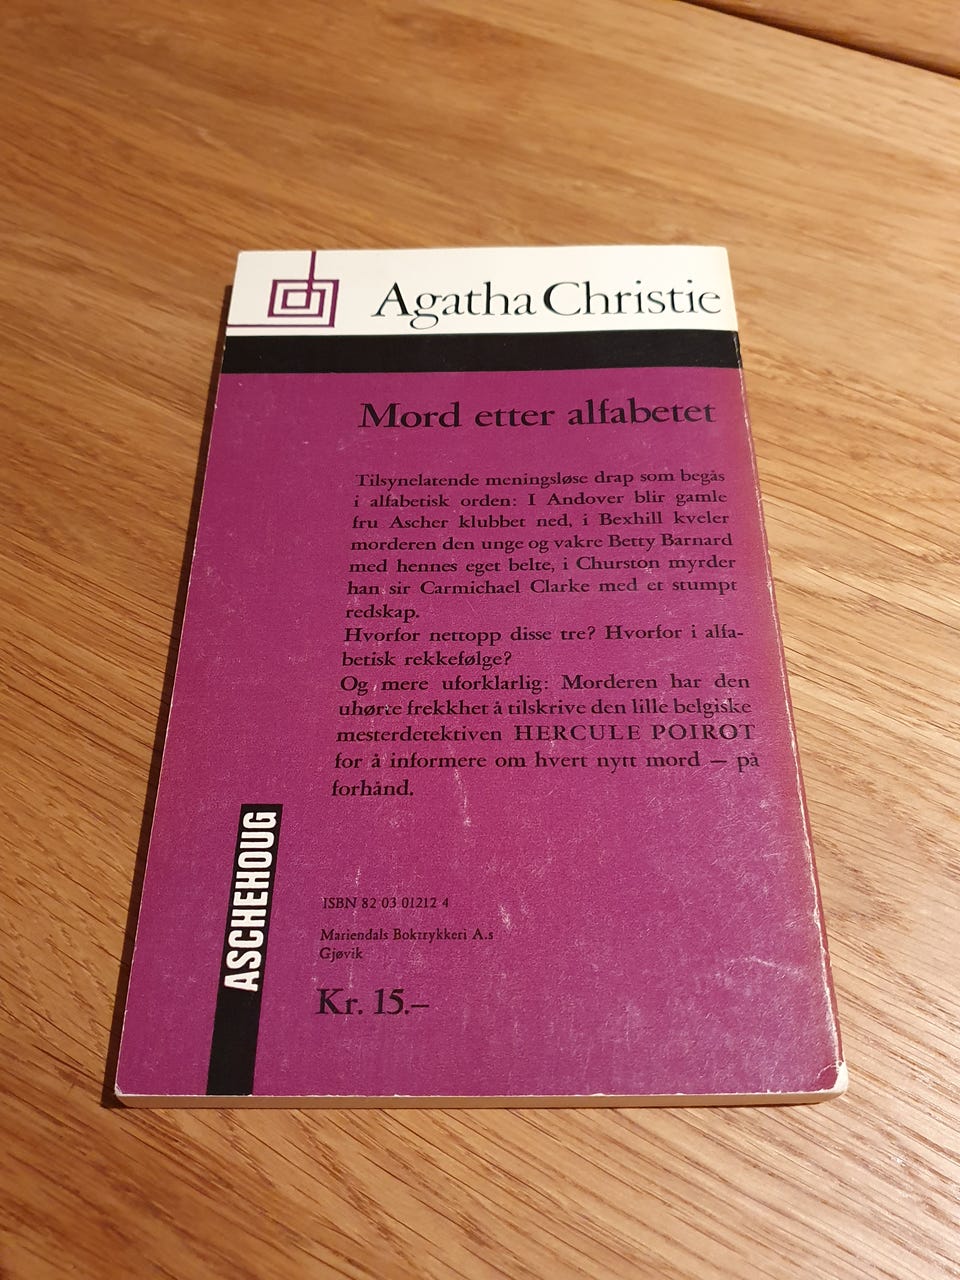 Agatha Christie
Mord etter alfabetet
Tilsynelatende meningsløse drap som begås
i alfabetisk orden: I Andover blir gamle
fru Ascher klubbet ned, i Bexhill kveler
morderen den unge og vakre Betty Barnard
med hennes eget belte, i Churston myrder
han sir Carmichael Clarke med et stumpt
redskap.
Hvorfor nettopp disse tre? Hvorfor i alfa-
betisk rekkefølge?
Og mere uforklarlig: Morderen har den
uhørte frekkhet å tilskrive den lille belgiske
mesterdetektiven HERCULE POIROT
for å informere om hvert nytt mord — på
forhånd.
ASCHEHOUG
ISBN 82 03 01212 4
Mariendals Boktrykkeri A.s
Gjøvik
Kr. 15.–